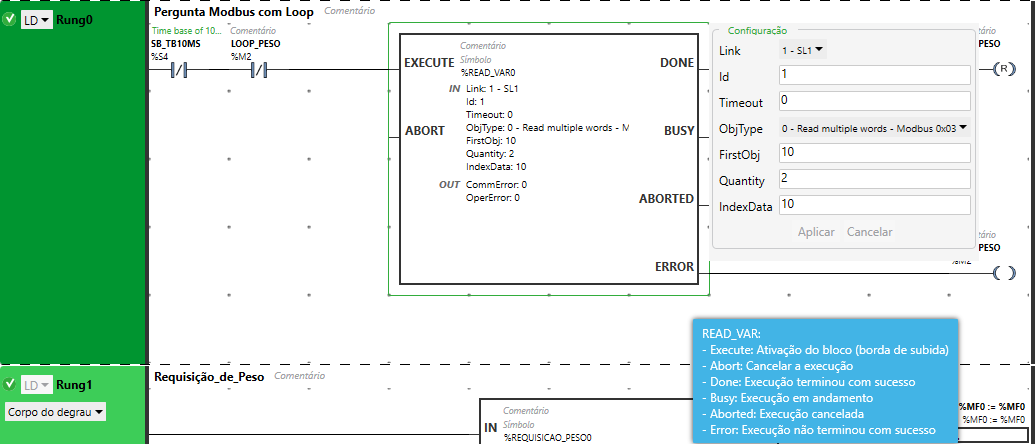 LD Rung0
Pergunta Modbus com Loop Comentário
Time base of 10... Comentário
SB_TB10MS LOOP_PESO
%S4 %M2
Comentário
Símbolo
%READ_VAR0
EXECUTE
DONE
IN Link: 1 - SL1
Id: 1
Timeout: 0
ObjType: 0 - Read multiple words - M
FirstObj: 10
Quantity: 2
IndexData: 10
ABORT
BUSY
OUT CommError: 0
OperError: 0
ABORTED
ERROR
Configuração
Link 1 - SL1
Id 1
Timeout 0
ObjType 0 - Read multiple words - Modbus 0x03
FirstObj 10
Quantity 2
IndexData 10
Aplicar Cancelar
tário
PESO
R
tário
PESO
%M2
READ_VAR:
- Execute: Ativação do bloco (borda de subida)
- Abort: Cancelar a execução
- Done: Execução terminou com sucesso
- Busy: Execução em andamento
- Aborted: Execução cancelada
- Error: Execução não terminou com sucesso
LD Rung1
Corpo do degrau
Requisição_de_Peso Comentário
Comentário
Símbolo
IN
%REQUISICAO_PESO0
%MF0 := %MF0
%MF0 := %MF0